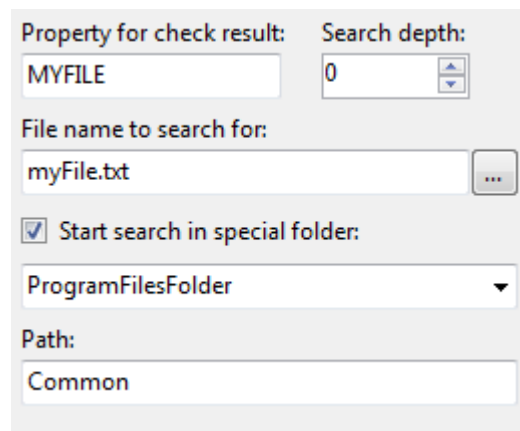 Property for check result: Search depth:
MYFILE 0
File name to search for:
myFile.txt ...
Start search in special folder:
ProgramFilesFolder
Path:
Common